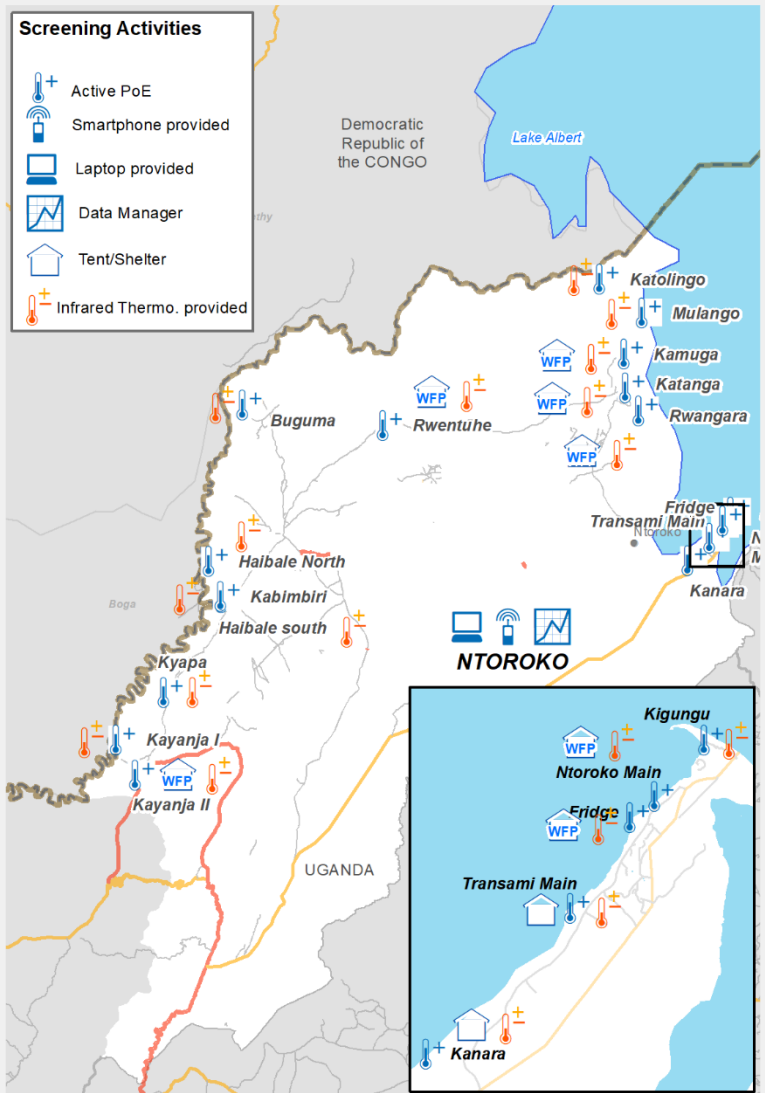 Screening Activities
Active PoE
Smartphone provided
Laptop provided
Data Manager
Tent/Shelter
Infrared Thermo. provided
Democratic
Republic of
the CONGO
Lake Albert
Katolingo
Mulango
Kamuga
WFP
Katanga
WFP
Rwangara
WFP
Rwentuhe
WFP
Buguma
Fridge
Transami Main
Ntoroko
N
M
Kanara
Haibale North
Boga
Kabimbiri
Haibale south
NTOROKO
Kyapa
Kayanja I
WFP
Kayanja II
UGANDA
Kigungu
WFP
Ntoroko Main
Fridge
WFP
Transami Main
Kanara